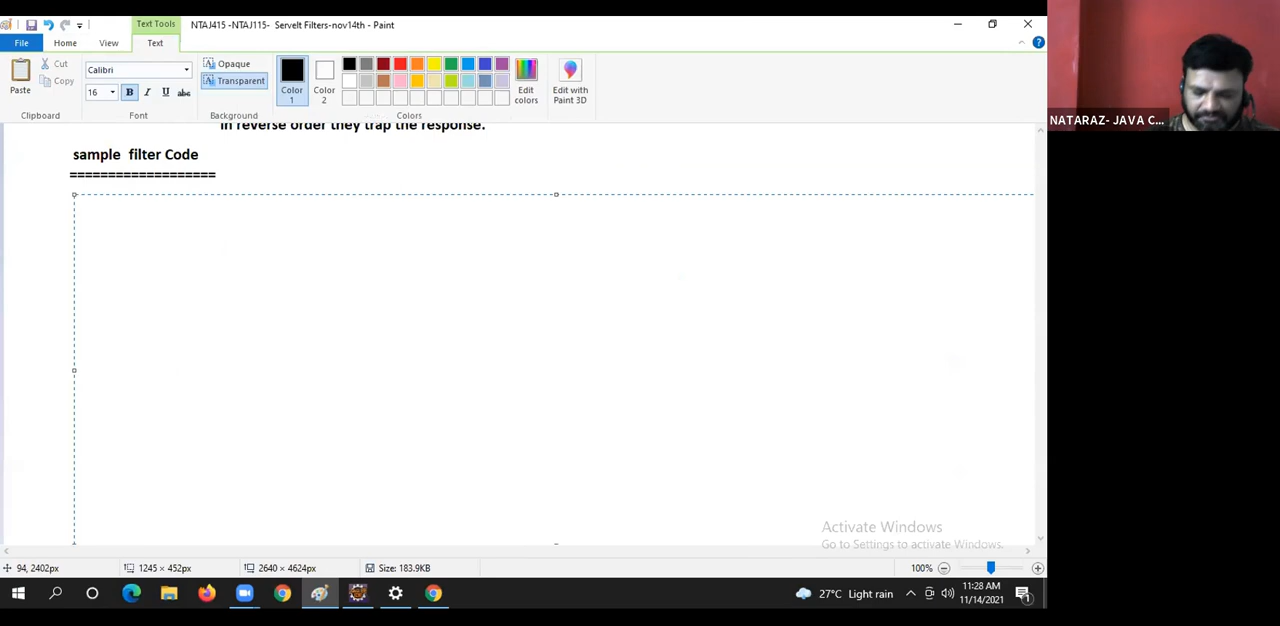 Text Tools
NTAJ415 -NTAJ115- Servelt Filters-nov14th - Paint
File
Home
View
Text
Paste
Cut
Copy
Clipboard
Calibri
16
B
I
U
abc
Font
Opaque
Transparent
Background
Color 1
Color 2
Edit colors
Colors
Edit with Paint 3D
in reverse order they trap the response.
sample filter Code
===================
NATARAZ- JAVA C...
Activate Windows
Go to Settings to activate Windows.
94, 2402px
1245 × 452px
2640 × 4624px
Size: 183.9KB
100%
27°C Light rain
11:28 AM
11/14/2021
1